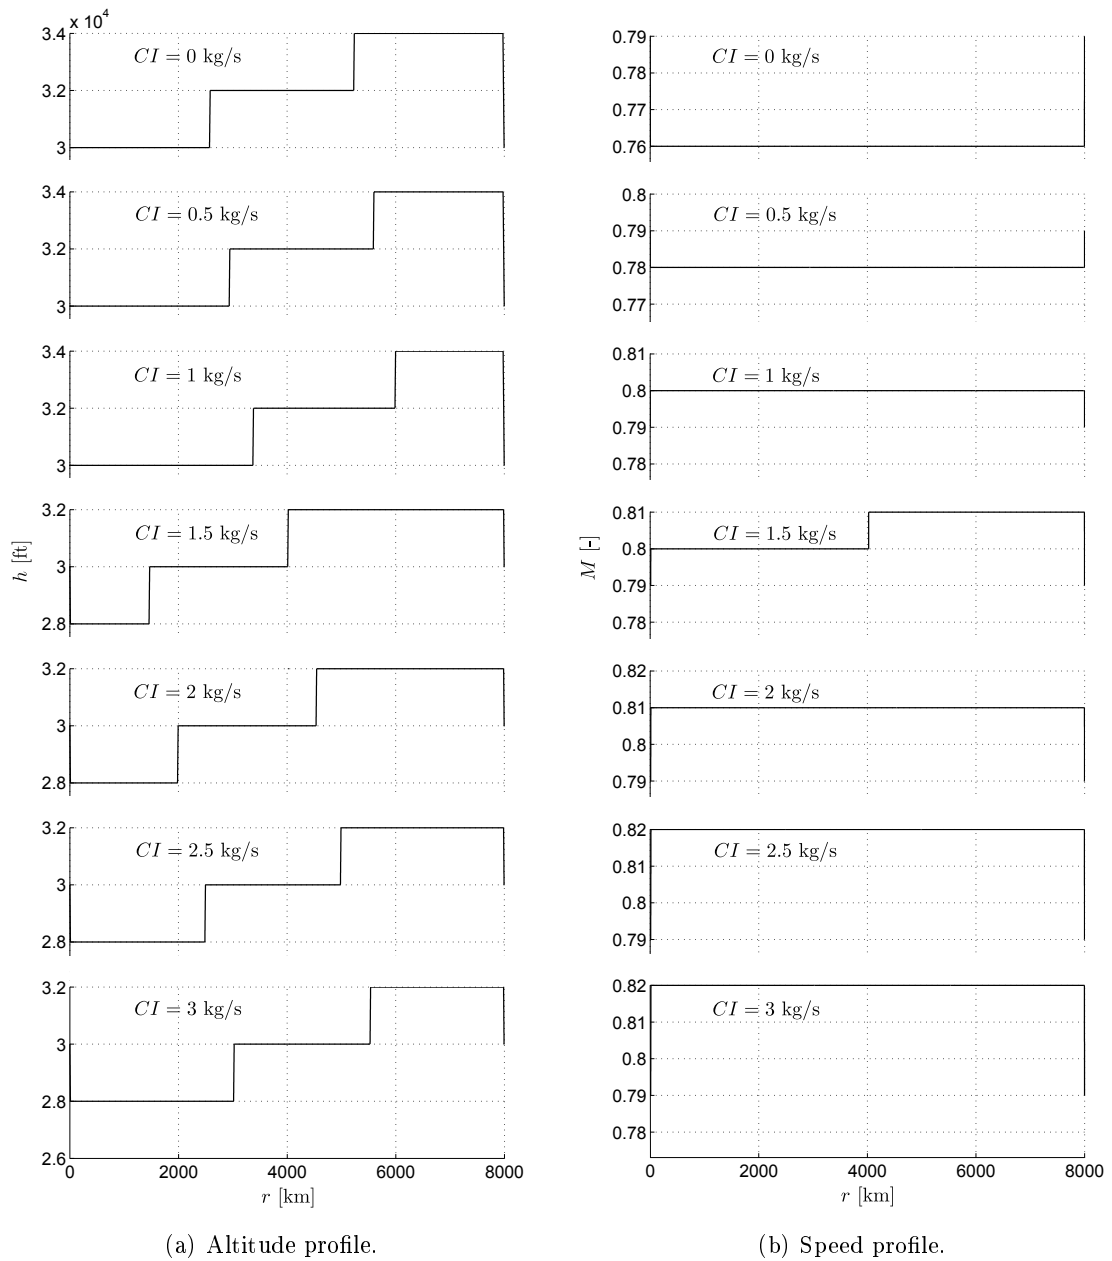 x 10^4
3.4
CI = 0 kg/s
3.2
3
3.4
CI = 0.5 kg/s
3.2
3
3.4
CI = 1 kg/s
3.2
3
3.2
CI = 1.5 kg/s
3
2.8
h [ft]
3.2
CI = 2 kg/s
3
2.8
3.2
CI = 2.5 kg/s
3
2.8
3.2
CI = 3 kg/s
3
2.8
2.6
0 2000 4000 6000 8000
r [km]
(a) Altitude profile.
0.79
CI = 0 kg/s
0.78
0.77
0.76
0.8
CI = 0.5 kg/s
0.79
0.78
0.77
0.81
CI = 1 kg/s
0.8
0.79
0.78
0.81
CI = 1.5 kg/s
0.8
0.79
0.78
M [-]
0.82
CI = 2 kg/s
0.81
0.8
0.79
0.82
CI = 2.5 kg/s
0.81
0.8
0.79
0.82
CI = 3 kg/s
0.81
0.8
0.79
0.78
0 2000 4000 6000 8000
r [km]
(b) Speed profile.